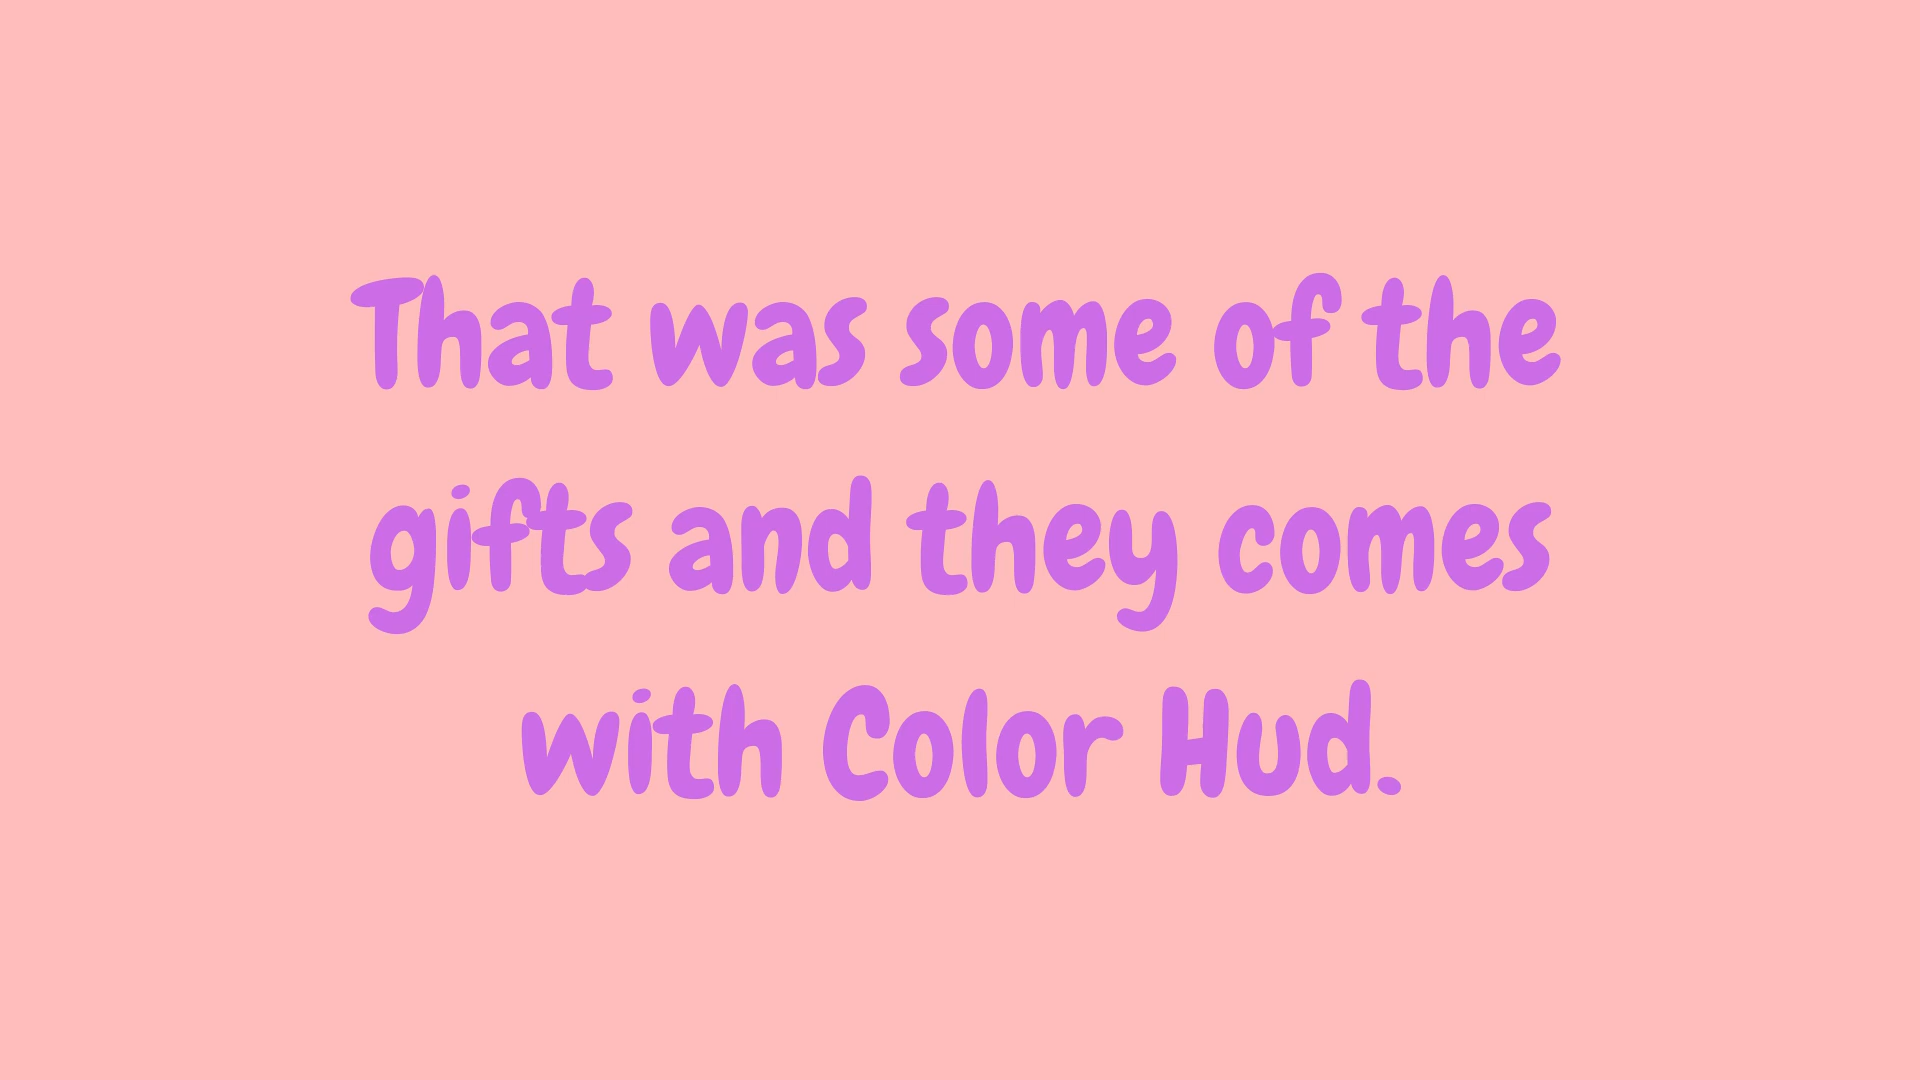 That was some of the
gifts and they comes
with Color Hud.